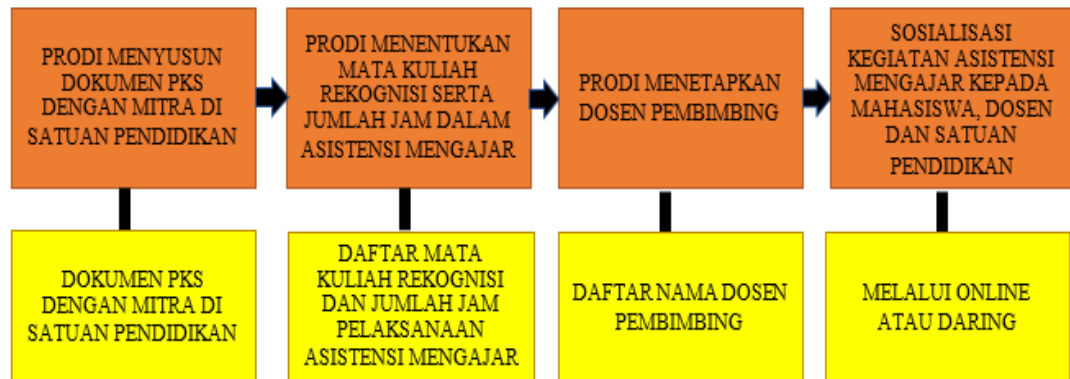 PRODI MENYUSUN
DOKUMEN PKS
DENGAN MITRA DI
SATUAN PENDIDIKAN
PRODI MENENTUKAN
MATA KULIAH
REKOGNISI SERTA
JUMLAH JAM DALAM
ASISTENSI MENGAJAR
PRODI MENETAPKAN
DOSEN PEMBIMBING
SOSIALISASI
KEGIATAN ASISTENSI
MENGAJAR KEPADA
MAHASISWA, DOSEN
DAN SATUAN
PENDIDIKAN
DOKUMEN PKS
DENGAN MITRA DI
SATUAN PENDIDIKAN
DAFTAR MATA
KULIAH REKOGNISI
DAN JUMLAH JAM
PELAKSANAAN
ASISTENSI MENGAJAR
DAFTAR NAMA DOSEN
PEMBIMBING
MELALUI ONLINE
ATAU DARING